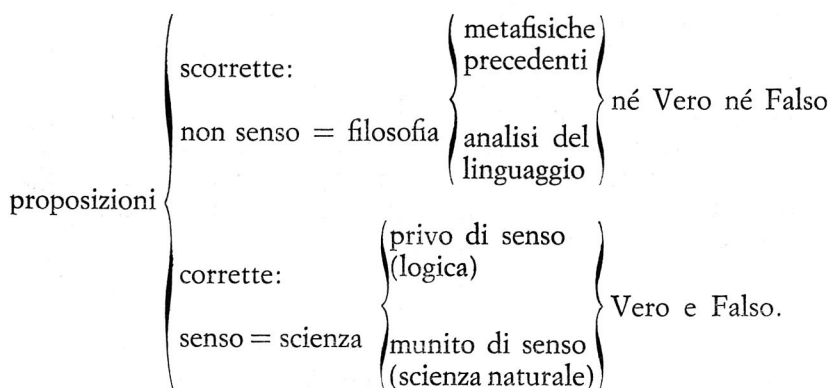 metafisiche
precedenti
scorrette:
non senso = filosofia
né Vero né Falso
analisi del
linguaggio
proposizioni
privo di senso
(logica)
corrette:
Vero e Falso.
senso = scienza
munito di senso
(scienza naturale)